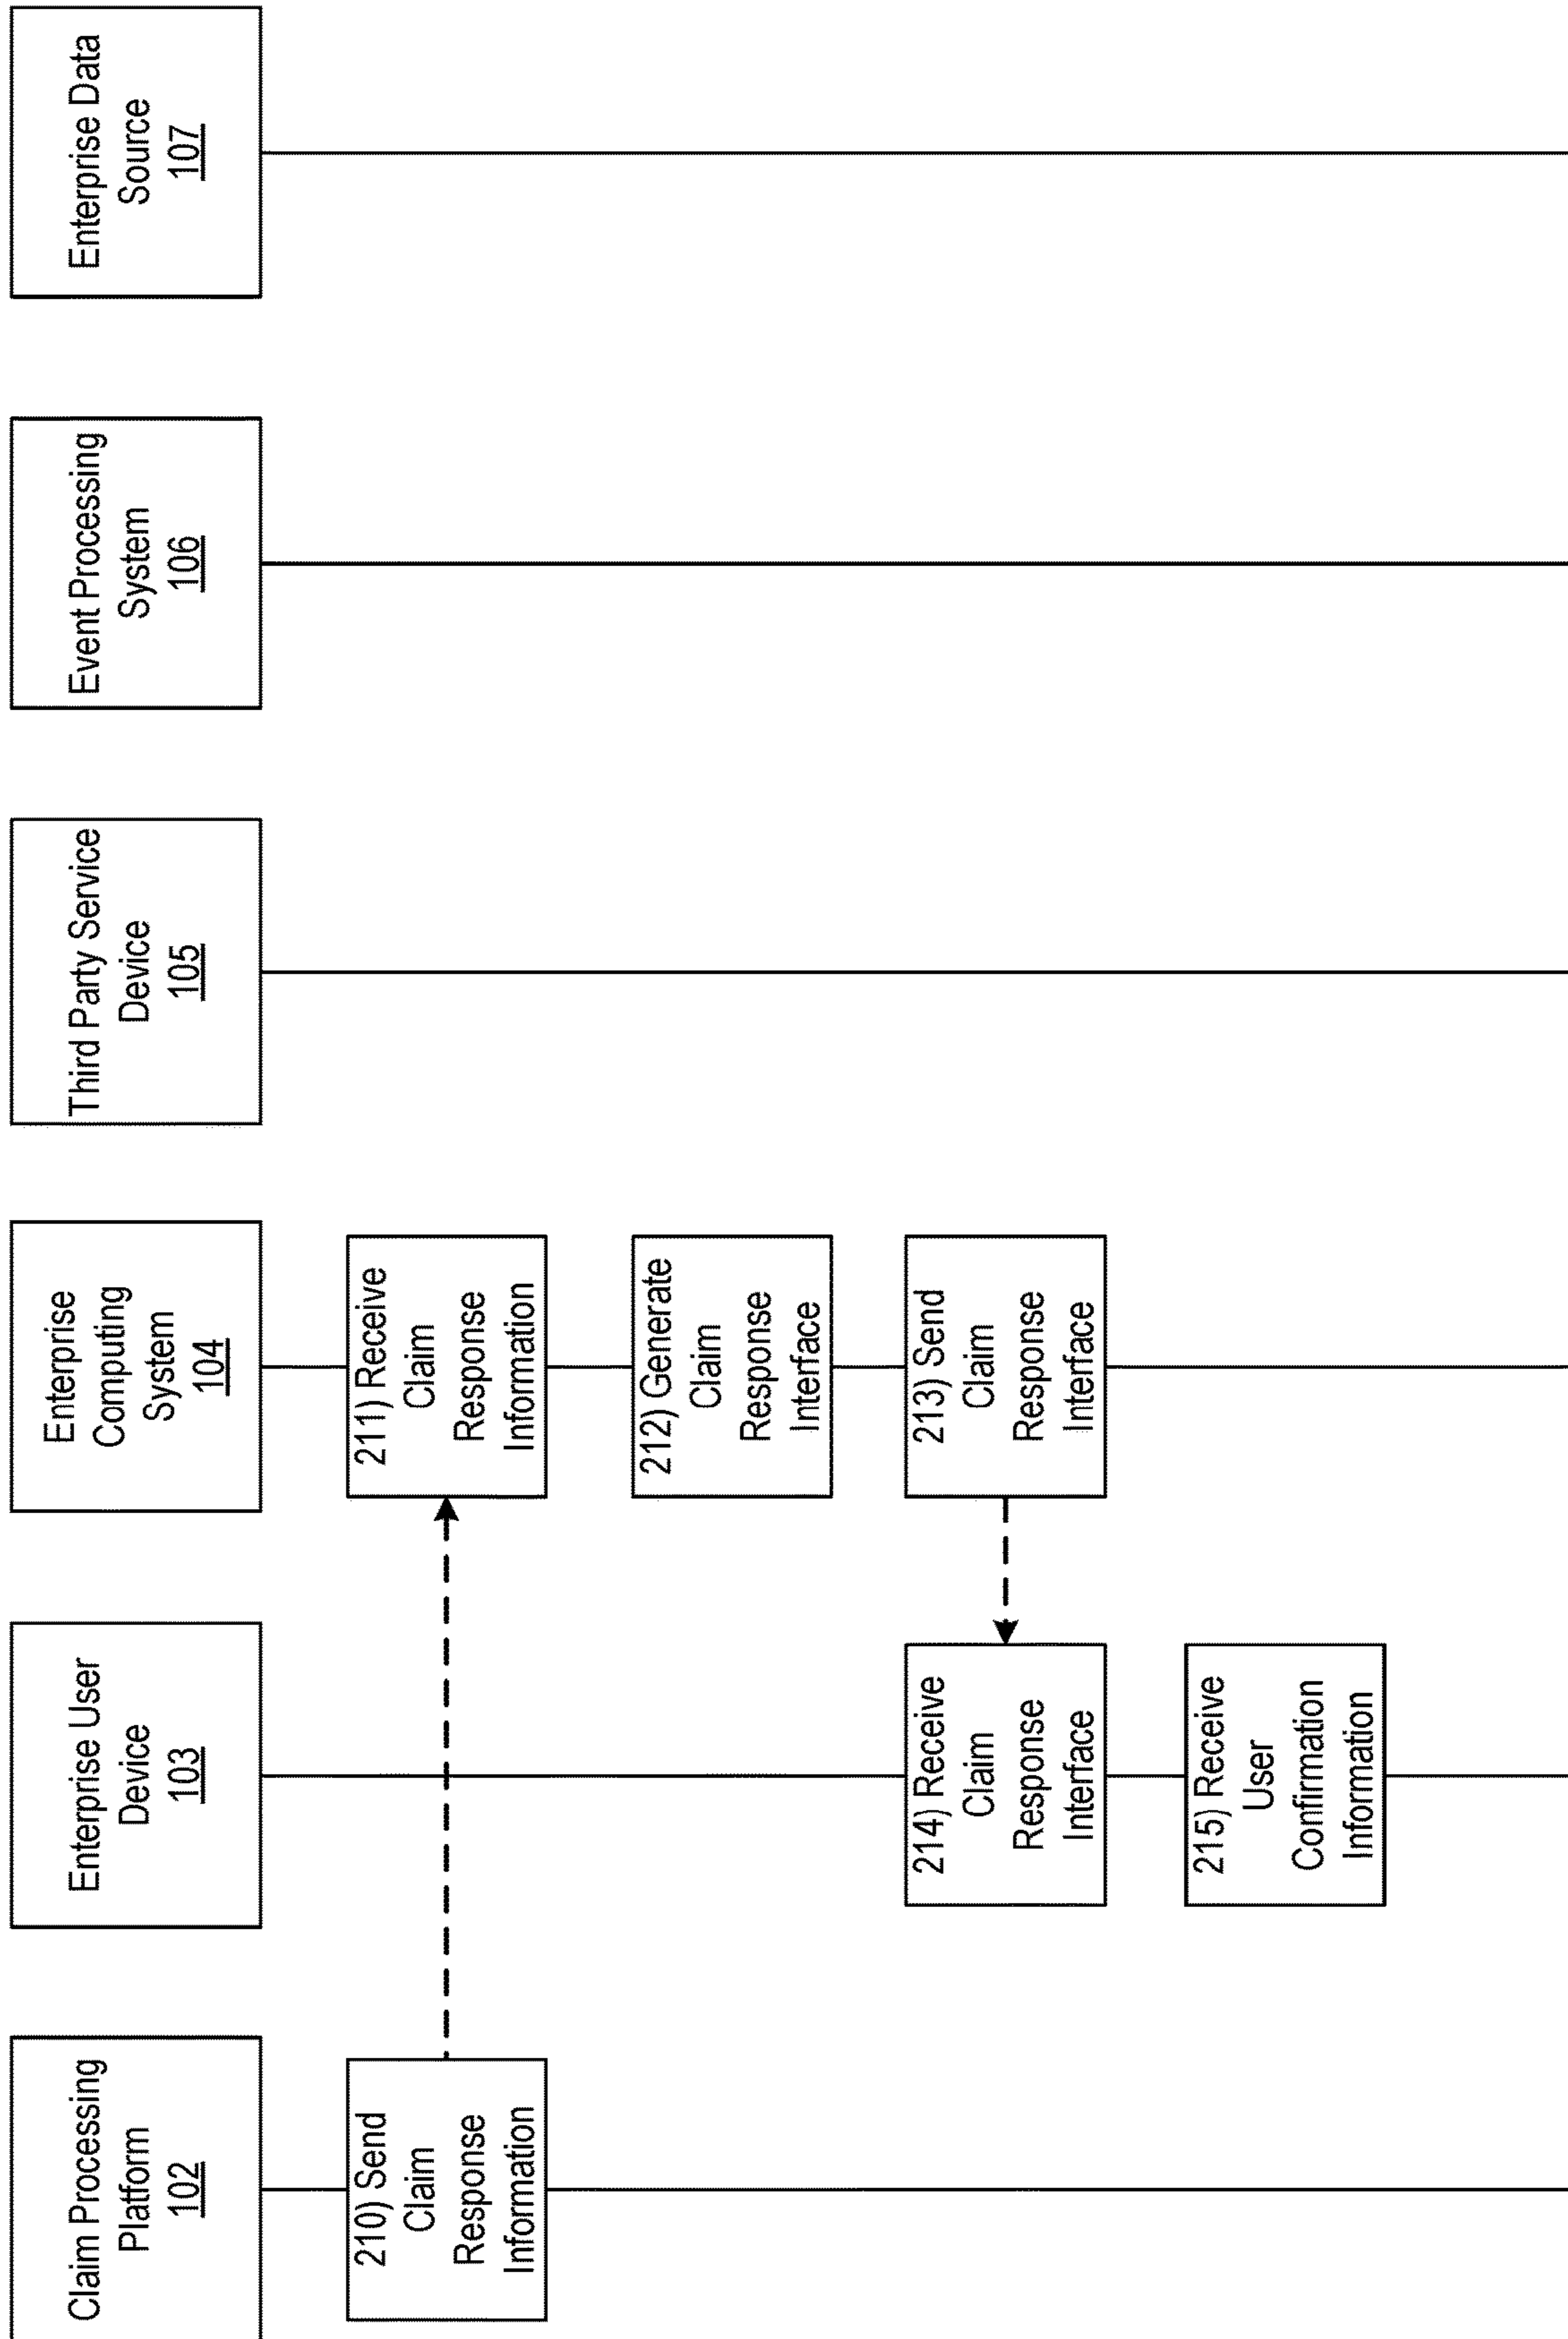 Claim Processing
Platform
102
Enterprise User
Device
103
Enterprise
Computing
System
104
Third Party Service
Device
105
Event Processing
System
106
Enterprise Data
Source
107
210) Send
Claim
Response
Information
211) Receive
Claim
Response
Information
212) Generate
Claim
Response
Interface
213) Send
Claim
Response
Interface
214) Receive
Claim
Response
Interface
215) Receive
User
Confirmation
Information